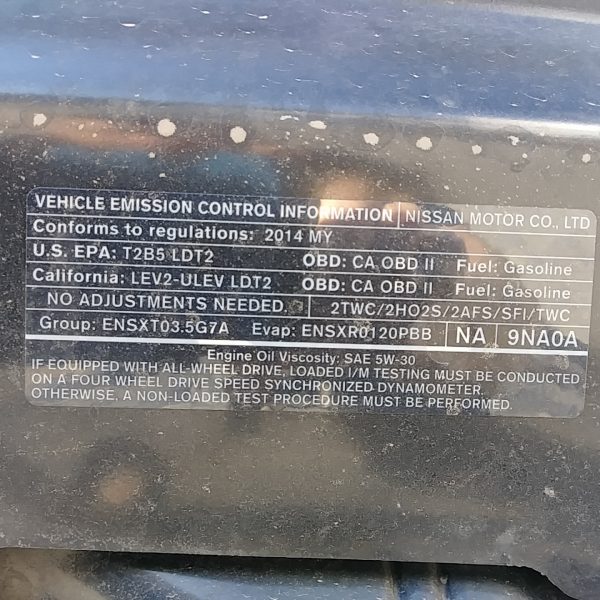 VEHICLE EMISSION CONTROL INFORMATION NISSAN MOTOR CO., LTD
Conforms to regulations: 2014 MY
U.S. EPA: T2B5 LDT2 OBD: CA OBD II Fuel: Gasoline
California: LEV2-ULEV LDT2 OBD: CA OBD II Fuel: Gasoline
NO ADJUSTMENTS NEEDED. 2TWC/2HO2S/2AFS/SFI/TWC
Group: ENSXT03.5G7A Evap: ENSXR0120PBB NA 9NA0A
Engine Oil Viscosity: SAE 5W-30
IF EQUIPPED WITH ALL-WHEEL DRIVE, LOADED I/M TESTING MUST BE CONDUCTED
ON A FOUR WHEEL DRIVE SPEED SYNCHRONIZED DYNAMOMETER.
OTHERWISE, A NON-LOADED TEST PROCEDURE MUST BE PERFORMED.